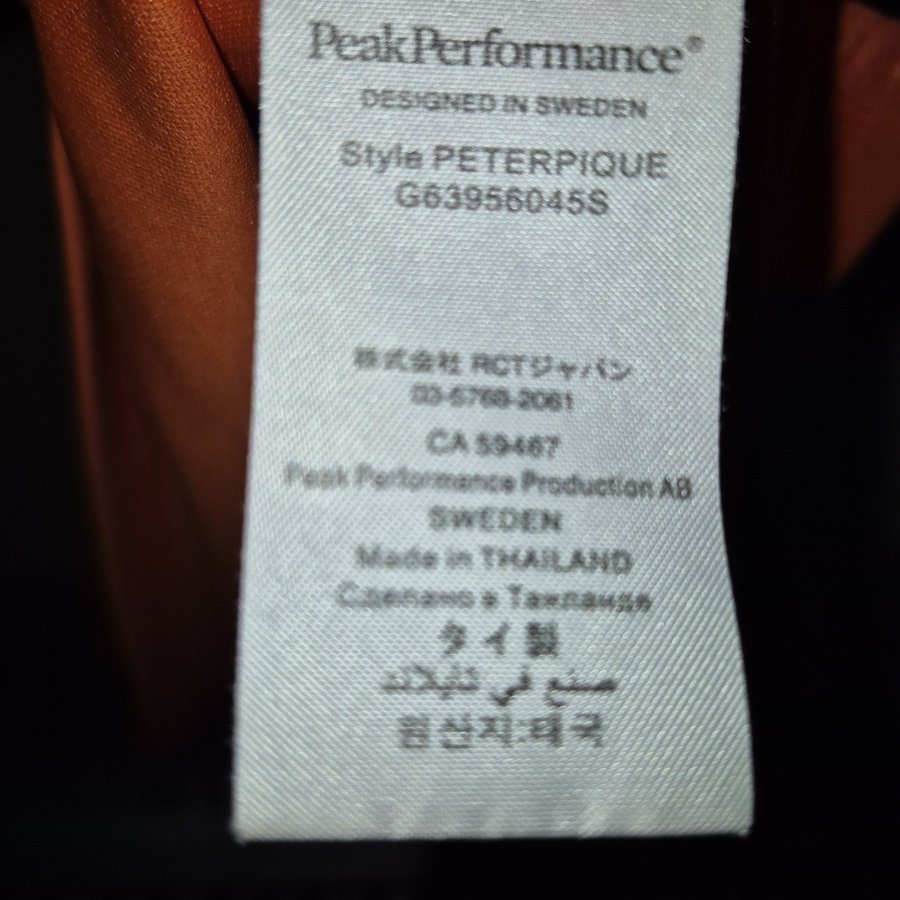 PeakPerformance®
DESIGNED IN SWEDEN
Style PETERPIQUE
G63956045S
株式会社 RCTジャパン
03-5768-2061
CA 59467
Peak Performance Production AB
SWEDEN
Made in THAILAND
Сделано в Таиланде
タイ製
صنع في تايلاند
원산지:태국